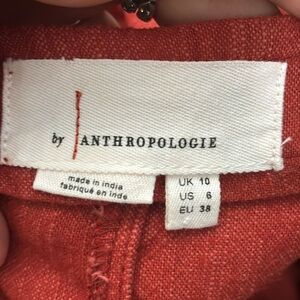 by ANTHROPOLOGIE
made in india
fabriqué en inde
UK 10
US 6
EU 38